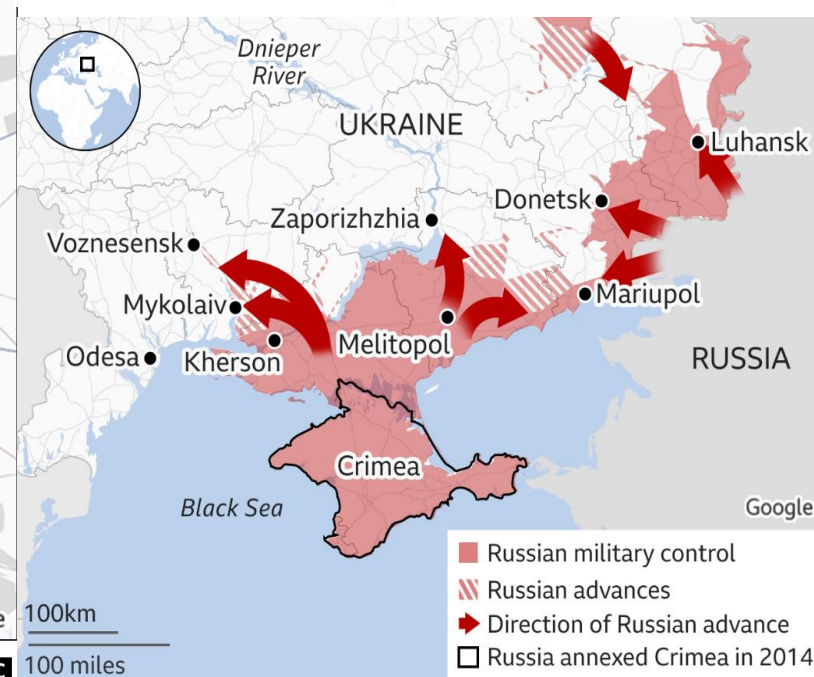 Dnieper
River
UKRAINE
Luhansk
Donetsk
Zaporizhzhia
Voznesensk
Mariupol
Mykolaiv
Melitopol
Odesa
Kherson
RUSSIA
Crimea
Black Sea
Google
Russian military control
Russian advances
Direction of Russian advance
Russia annexed Crimea in 2014
100km
100 miles
e
C